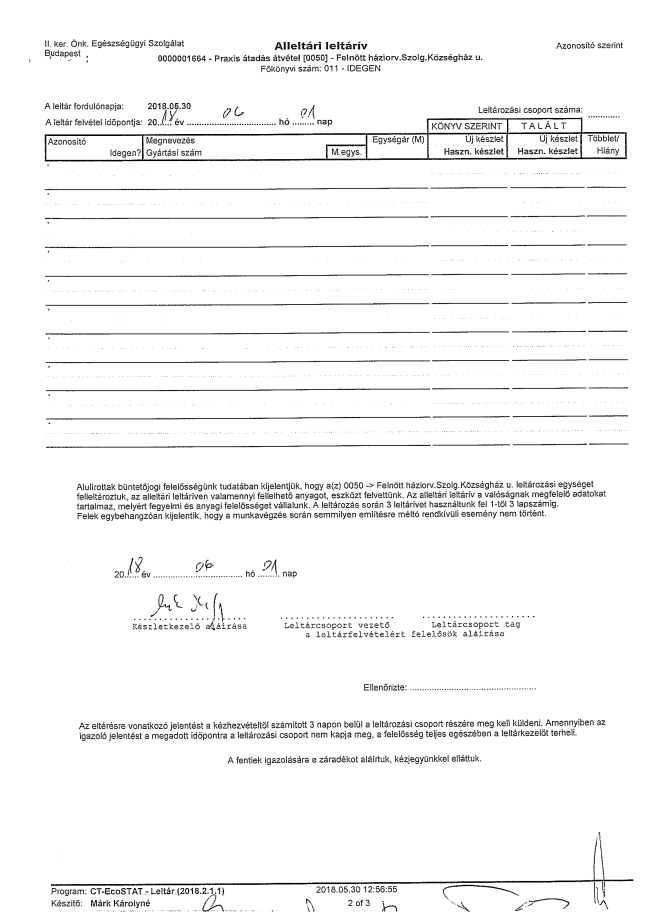 II. ker. Önk. Egészségügyi Szolgálat
Budapest
Alleltári leltárív
Azonosító szerint
0000001664 - Praxis átadás átvétel [0050] - Felnőtt háziorv.Szolg.Községház u.
Főkönyvi szám: 011 - IDEGEN
A leltár fordulónapja: 2018.05.30
Leltározási csoport száma: ............
A leltár felvétel időpontja: 20 18 év 06 hó 01 nap
KÖNYV SZERINT TALÁLT
Azonosító Megnevezés Egységár (M) Új készlet Új készlet Többlet/
Idegen? Gyártási szám M.egys. Haszn. készlet Haszn. készlet Hiány
Alulírottak büntetőjogi felelősségünk tudatában kijelentjük, hogy a(z) 0050 -> Felnőtt háziorv.Szolg.Községház u. leltározási egységet
felleltároztuk, az alleltári leltáríven valamennyi fellelhető anyagot, eszközt felvettünk. Az alleltári leltárív a valóságnak megfelelő adatokat
tartalmaz, melyért fegyelmi és anyagi felelősséget vállalunk. A leltározás során 3 leltárívet használtunk fel 1-től 3 lapszámig.
Felek egybehangzóan kijelentik, hogy a munkavégzés során semmilyen említésre méltó rendkívüli esemény nem történt.
20 18 év 06 hó 01 nap
Készletkezelő aláírása Leltárcsoport vezető Leltárcsoport tag
a leltárfelvételért felelősök aláírása
Ellenőrizte: ..................................................
Az eltérésre vonatkozó jelentést a kézhezvételtől számított 3 napon belül a leltározási csoport részére meg kell küldeni. Amennyiben az
igazoló jelentést a megadott időpontra a leltározási csoport nem kapja meg, a felelősség teljes egészében a leltárkezelőt terheli.
A fentiek igazolására e záradékot aláírtuk, kézjegyünkkel elláttuk.
Program: CT-EcoSTAT - Leltár (2018.2.1.1) 2018.05.30 12:56:55
Készítő: Márk Károlyné 2 of 3